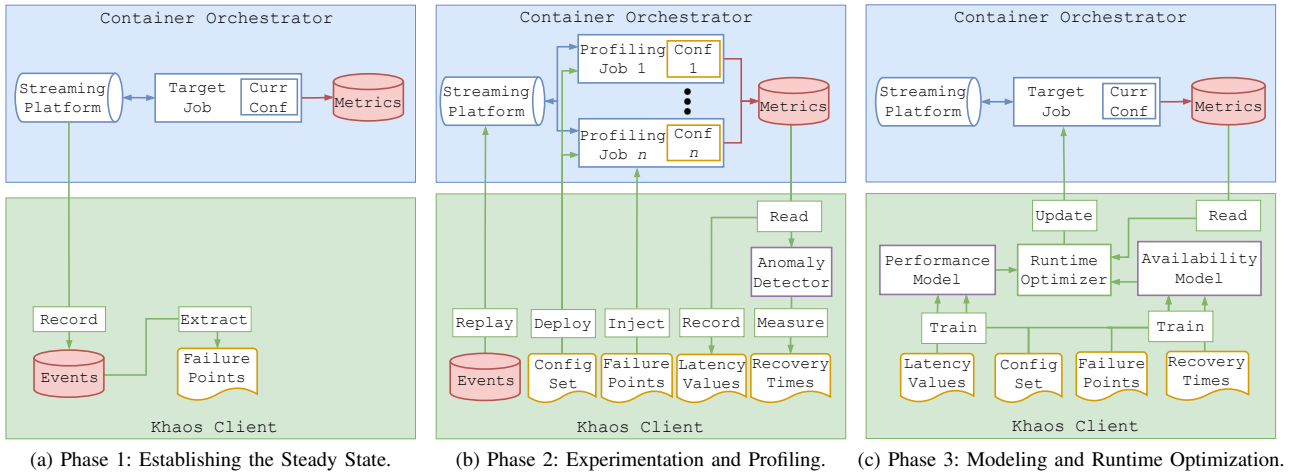 Container Orchestrator
Streaming
Platform
Target
Job
Curr
Conf
Metrics
Record
Extract
Events
Failure
Points
Khaos Client
(a) Phase 1: Establishing the Steady State.
Container Orchestrator
Profiling
Job 1
Conf
1
Streaming
Platform
Metrics
Profiling
Job n
Conf
n
Read
Anomaly
Detector
Replay
Deploy
Inject
Record
Measure
Events
Config
Set
Failure
Points
Latency
Values
Recovery
Times
Khaos Client
(b) Phase 2: Experimentation and Profiling.
Container Orchestrator
Streaming
Platform
Target
Job
Curr
Conf
Metrics
Update
Read
Performance
Model
Runtime
Optimizer
Availability
Model
Train
Train
Latency
Values
Config
Set
Failure
Points
Recovery
Times
Khaos Client
(c) Phase 3: Modeling and Runtime Optimization.